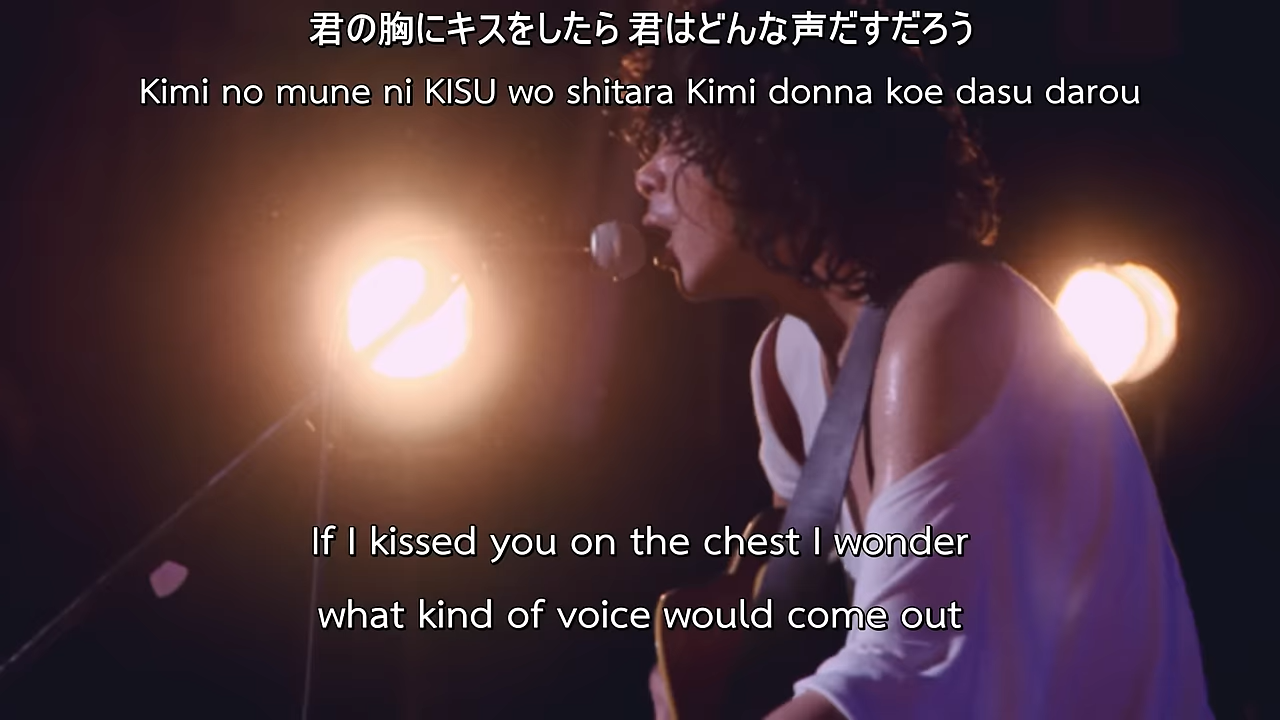 君の胸にキスをしたら 君はどんな声だすだろう
Kimi no mune ni KISU wo shitara Kimi donna koe dasu darou
If I kissed you on the chest I wonder
what kind of voice would come out